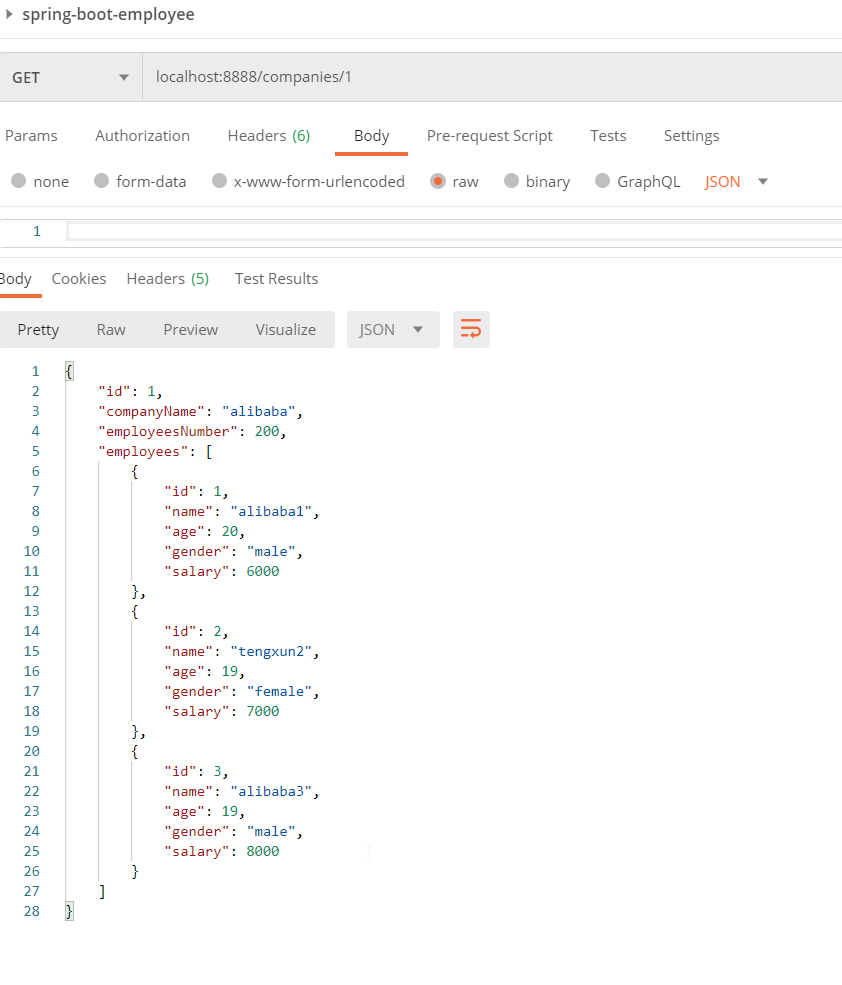 spring-boot-employee
GET localhost:8888/companies/1
Params Authorization Headers (6) Body Pre-request Script Tests Settings
none form-data x-www-form-urlencoded raw binary GraphQL JSON
1
Body Cookies Headers (5) Test Results
Pretty Raw Preview Visualize JSON
1 {
2 "id": 1,
3 "companyName": "alibaba",
4 "employeesNumber": 200,
5 "employees": [
6 {
7 "id": 1,
8 "name": "alibaba1",
9 "age": 20,
10 "gender": "male",
11 "salary": 6000
12 },
13 {
14 "id": 2,
15 "name": "tengxun2",
16 "age": 19,
17 "gender": "female",
18 "salary": 7000
19 },
20 {
21 "id": 3,
22 "name": "alibaba3",
23 "age": 19,
24 "gender": "male",
25 "salary": 8000
26 }
27 ]
28 }